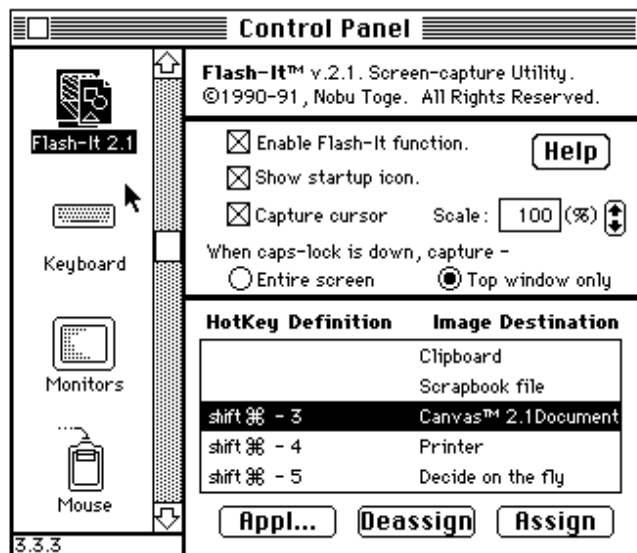 Control Panel
Flash-It 2.1
Keyboard
Monitors
Mouse
3.3.3
Flash-It™ v.2.1. Screen-capture Utility.
©1990-91, Nobu Toge. All Rights Reserved.
Enable Flash-It function.
Help
Show startup icon.
Capture cursor Scale: 100 (%)
When caps-lock is down, capture -
Entire screen Top window only
HotKey Definition Image Destination
Clipboard
Scrapbook file
shift ⌘ - 3 Canvas™ 2.1Document
shift ⌘ - 4 Printer
shift ⌘ - 5 Decide on the fly
Appl... Deassign Assign